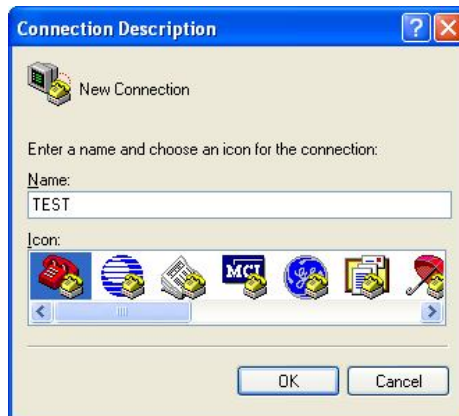 Connection Description
New Connection
Enter a name and choose an icon for the connection:
Name:
TEST
Icon:
MCI
OK Cancel